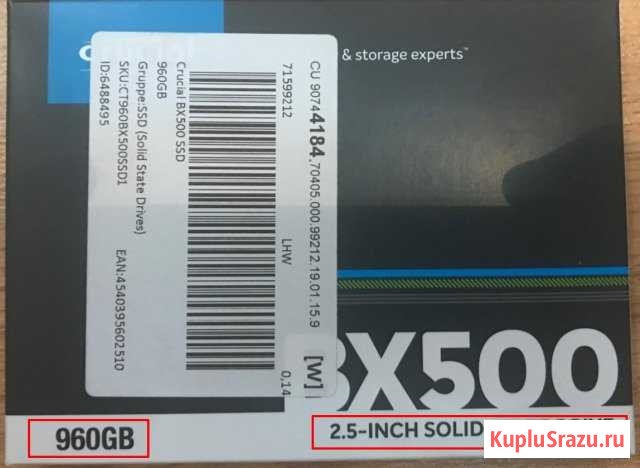 crucial
& storage experts™
CU 9074
4184
.70405.000.99212.19.01.15.9
71599212
LHW
0,14
[W]
Crucial BX500 SSD
960GB
Gruppe:SSD (Solid State Drives)
SKU:CT960BX500SSD1
EAN:4540395602510
ID:6488495
BX500
960GB
2.5-INCH SOLID
KupluSrazu.ru